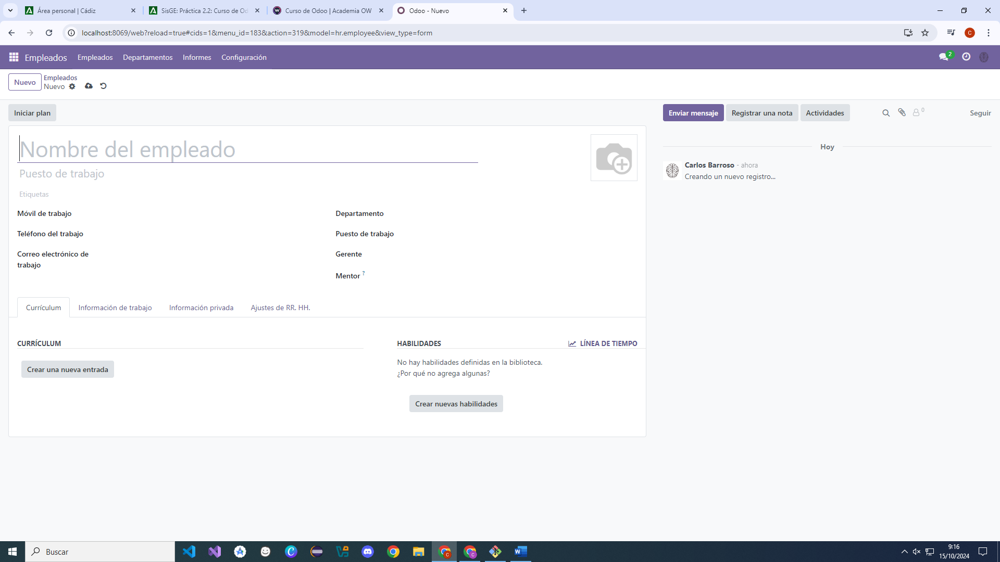 Área personal | Cádiz
SisGE: Práctica 2.2: Curso de Od
Curso de Odoo | Academia OW
Odoo - Nuevo
localhost:8069/web?reload=true#cids=1&menu_id=183&action=319&model=hr.employee&view_type=form
C
Empleados
Empleados
Departamentos
Informes
Configuración
2
Nuevo
Empleados
Nuevo
Iniciar plan
Enviar mensaje
Registrar una nota
Actividades
0
Seguir
Nombre del empleado
Puesto de trabajo
Etiquetas
Móvil de trabajo
Teléfono del trabajo
Correo electrónico de
trabajo
Departamento
Puesto de trabajo
Gerente
Mentor ?
Hoy
Carlos Barroso - ahora
Creando un nuevo registro...
Currículum
Información de trabajo
Información privada
Ajustes de RR. HH.
CURRÍCULUM
Crear una nueva entrada
HABILIDADES
LÍNEA DE TIEMPO
No hay habilidades definidas en la biblioteca.
¿Por qué no agrega algunas?
Crear nuevas habilidades
Buscar
9:16
15/10/2024